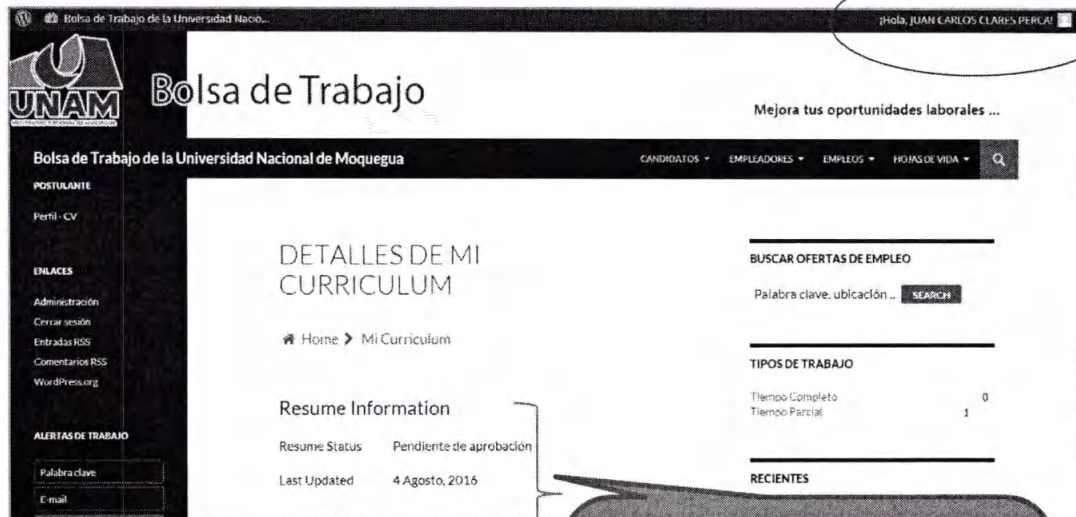 Bolsa de Trabajo de la Universidad Nacio...
¡Hola, JUAN CARLOS CLARES PERCA!
UNAM
Bolsa de Trabajo
Mejora tus oportunidades laborales ...
Bolsa de Trabajo de la Universidad Nacional de Moquegua
CANDIDATOS EMPLEADORES EMPLEOS HOJAS DE VIDA
POSTULANTE
Perfil - CV
ENLACES
Administración
Cerrar sesión
Entradas RSS
Comentarios RSS
WordPress.org
ALERTAS DE TRABAJO
Palabra clave
E-mail
DETALLES DE MI
CURRICULUM
Home > Mi Curriculum
Resume Information
Resume Status Pendiente de aprobación
Last Updated 4 Agosto, 2016
BUSCAR OFERTAS DE EMPLEO
Palabra clave, ubicación .. SEARCH
TIPOS DE TRABAJO
Tiempo Completo 0
Tiempo Parcial 1
RECIENTES